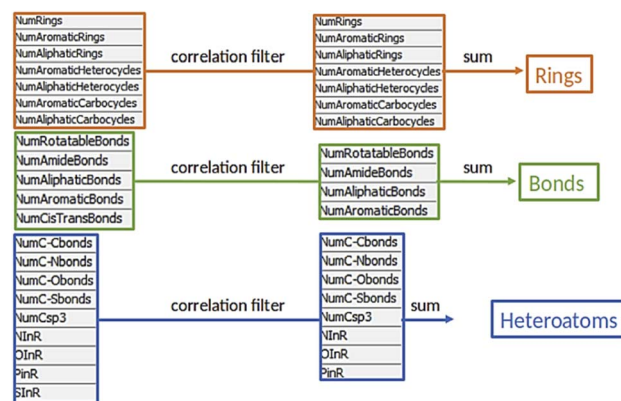 NumRings
NumAromaticRings
NumAliphaticRings
NumAromaticHeterocycles
NumAliphaticHeterocycles
NumAromaticCarbocycles
NumAliphaticCarbocycles
correlation filter
NumRings
NumAromaticRings
NumAliphaticRings
NumAromaticHeterocycles
NumAliphaticHeterocycles
NumAromaticCarbocycles
NumAliphaticCarbocycles
sum
Rings
NumRotatableBonds
NumAmideBonds
NumAliphaticBonds
NumAromaticBonds
NumCisTransBonds
correlation filter
NumRotatableBonds
NumAmideBonds
NumAliphaticBonds
NumAromaticBonds
sum
Bonds
NumC-Cbonds
NumC-Nbonds
NumC-Obonds
NumC-Sbonds
NumCsp3
NInR
OInR
PinR
SInR
correlation filter
NumC-Cbonds
NumC-Nbonds
NumC-Obonds
NumC-Sbonds
NumCsp3
NInR
OInR
PinR
sum
Heteroatoms